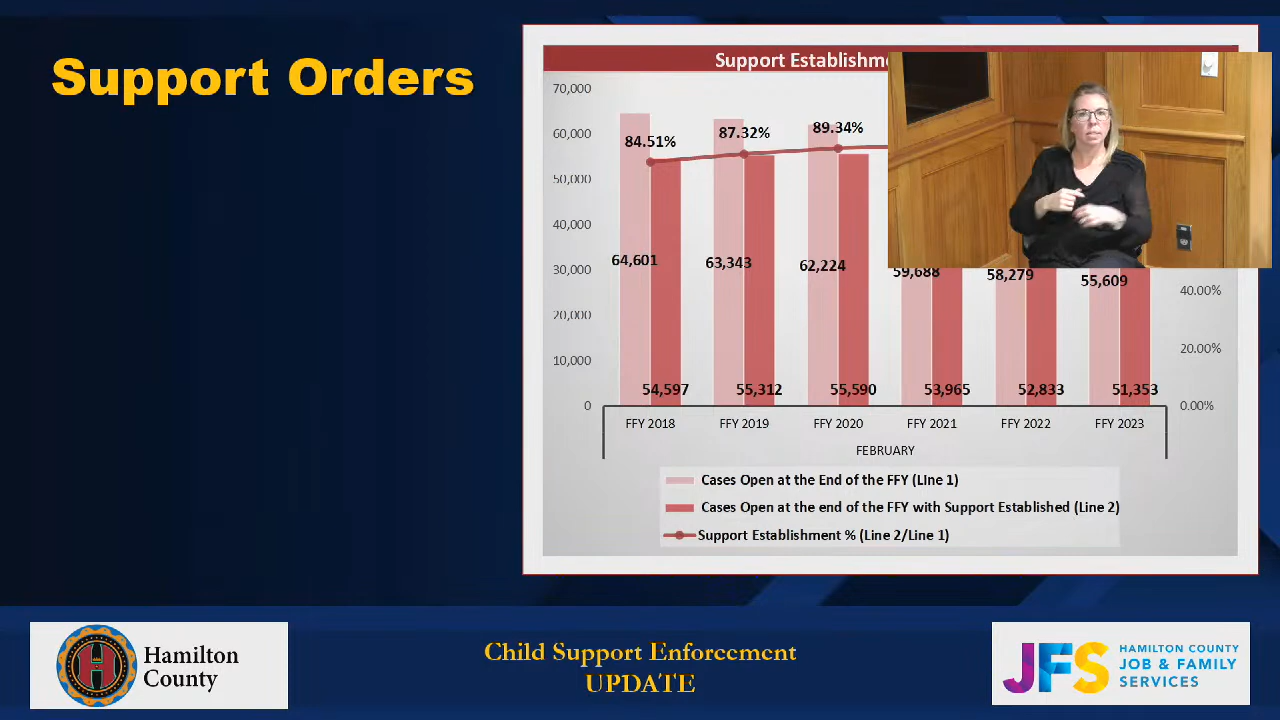 Support Orders
Support Establishm
70,000
60,000
50,000
40,000
30,000
20,000
10,000
0
84.51%
87.32%
89.34%
64,601
63,343
62,224
59,688
58,279
55,609
54,597
55,312
55,590
53,965
52,833
51,353
40.00%
20.00%
0.00%
FFY 2018
FFY 2019
FFY 2020
FFY 2021
FFY 2022
FFY 2023
FEBRUARY
Cases Open at the End of the FFY (Line 1)
Cases Open at the end of the FFY with Support Established (Line 2)
Support Establishment % (Line 2/Line 1)
Hamilton
County
Child Support Enforcement
UPDATE
JFS
HAMILTON COUNTY
JOB & FAMILY
SERVICES